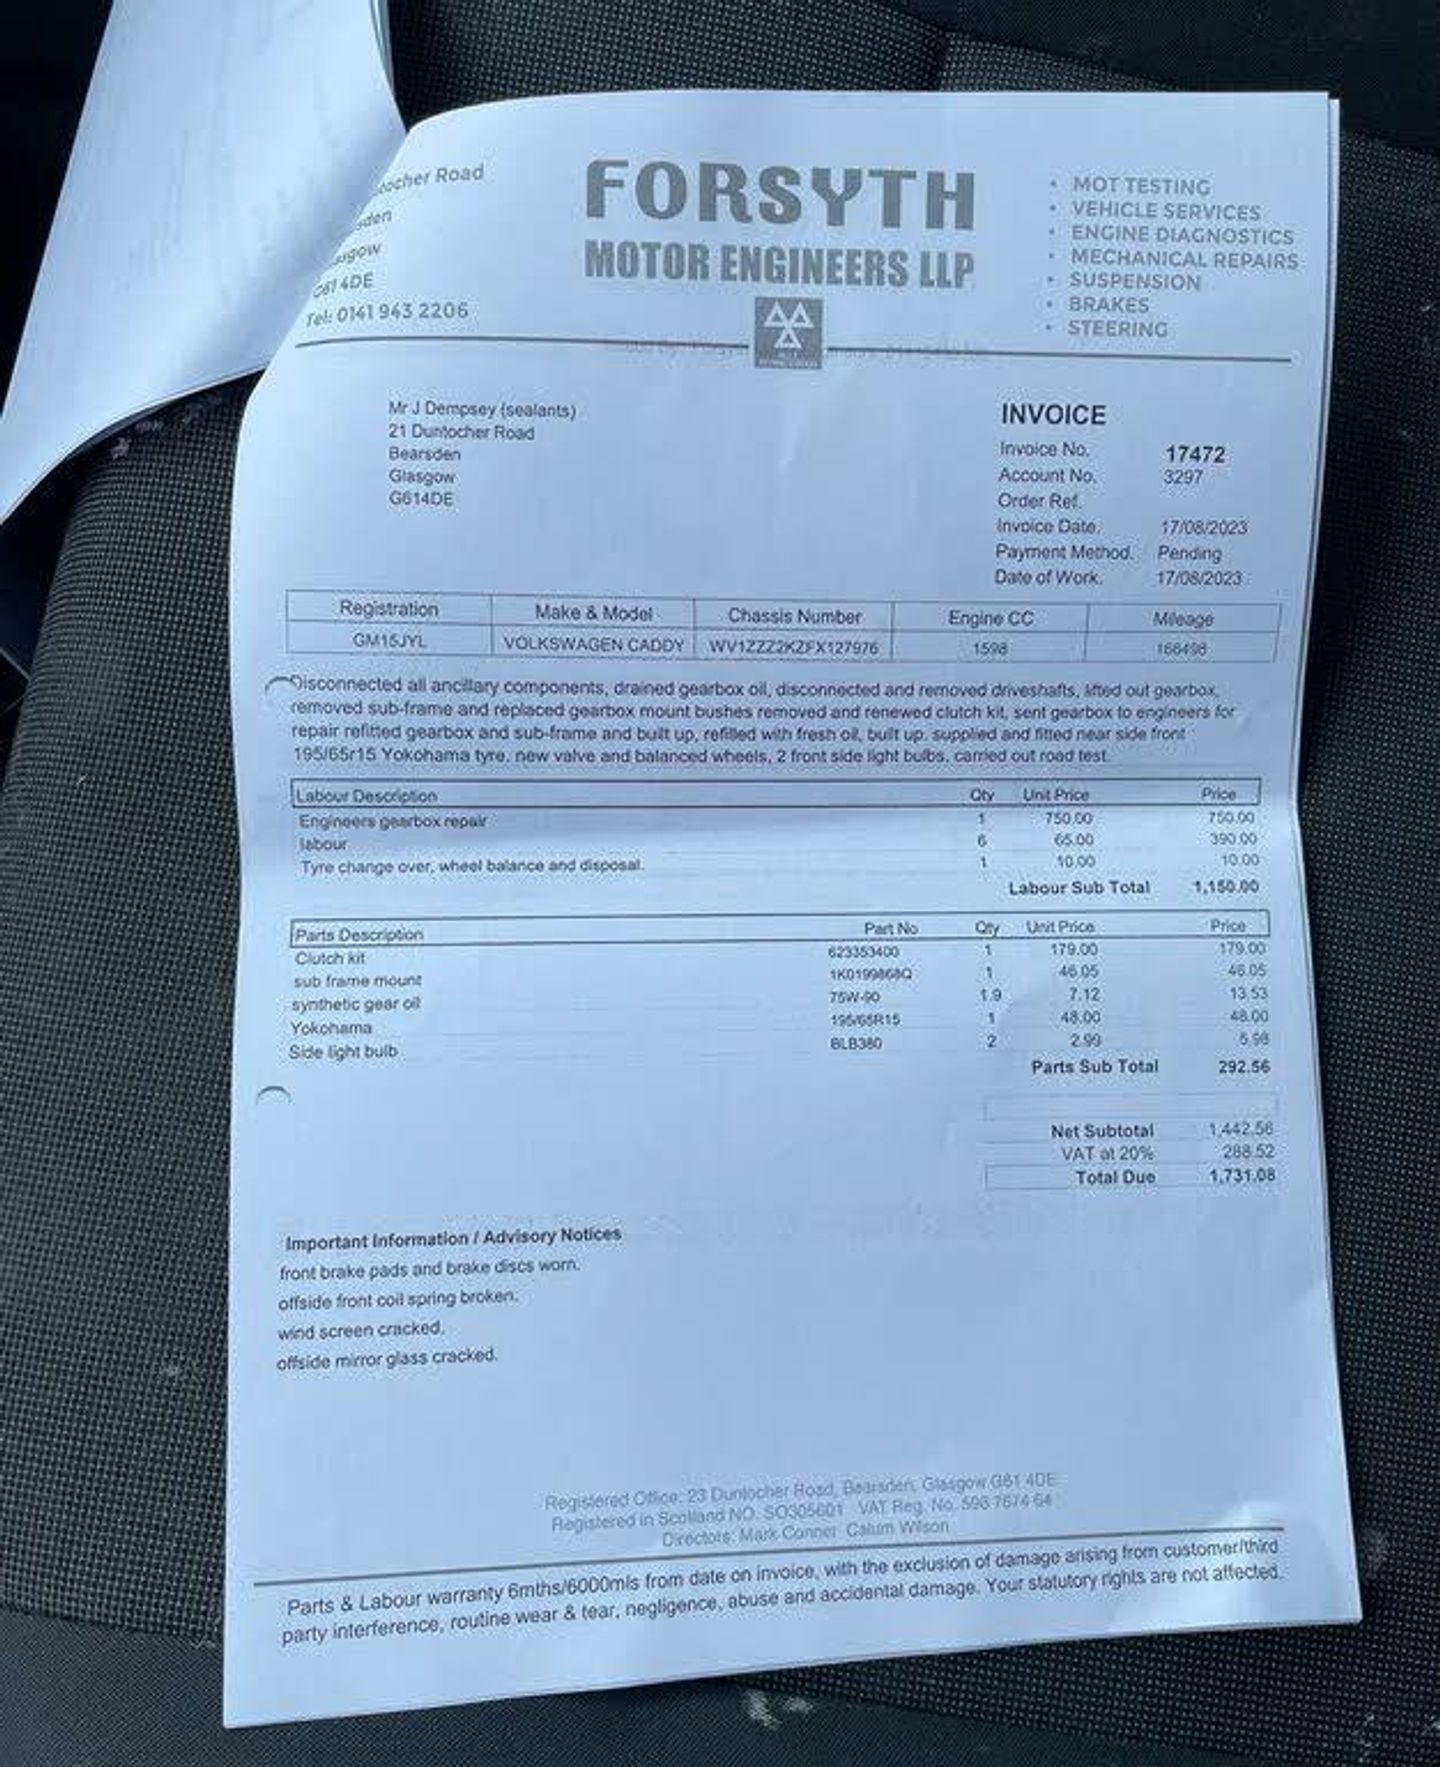 ocher Road
sden
sgow
G61 4DE
Tel: 0141 943 2206
FORSYTH
MOTOR ENGINEERS LLP
• MOT TESTING
• VEHICLE SERVICES
• ENGINE DIAGNOSTICS
• MECHANICAL REPAIRS
• SUSPENSION
• BRAKES
• STEERING
Mr J Dempsey (sealants)
21 Duntocher Road
Bearsden
Glasgow
G614DE
INVOICE
Invoice No. 17472
Account No. 3297
Order Ref.
Invoice Date. 17/08/2023
Payment Method. Pending
Date of Work. 17/08/2023
Registration Make & Model Chassis Number Engine CC Mileage
GM15JYL VOLKSWAGEN CADDY WV1ZZZ2KZFX127976 1598 166498
Disconnected all ancillary components, drained gearbox oil, disconnected and removed driveshafts, lifted out gearbox,
removed sub-frame and replaced gearbox mount bushes removed and renewed clutch kit, sent gearbox to engineers for
repair refitted gearbox and sub-frame and built up, refilled with fresh oil, built up. supplied and fitted near side front
195/65r15 Yokohama tyre. new valve and balanced wheels, 2 front side light bulbs. carried out road test.
Labour Description Qty Unit Price Price
Engineers gearbox repair 1 750.00 750.00
labour 6 65.00 390.00
Tyre change over, wheel balance and disposal. 1 10.00 10.00
Labour Sub Total 1,150.00
Parts Description Part No Qty Unit Price Price
Clutch kit 623353400 1 179.00 179.00
sub frame mount 1K0199868Q 1 46.05 46.05
synthetic gear oil 75W-90 1.9 7.12 13.53
Yokohama 195/65R15 1 48.00 48.00
Side light bulb BLB380 2 2.99 5.98
Parts Sub Total 292.56
Net Subtotal 1,442.56
VAT at 20% 288.52
Total Due 1,731.08
Important Information / Advisory Notices
front brake pads and brake discs worn.
offside front coil spring broken.
wind screen cracked.
offside mirror glass cracked.
Registered Office: 23 Duntocher Road, Bearsden, Glasgow G61 4DE
Registered in Scotland NO. SO305601 VAT Reg. No. 596 7674 64
Directors: Mark Conner Calum Wilson
Parts & Labour warranty 6mths/6000mls from date on invoice, with the exclusion of damage arising from customer/third
party interference, routine wear & tear, negligence, abuse and accidental damage. Your statutory rights are not affected.